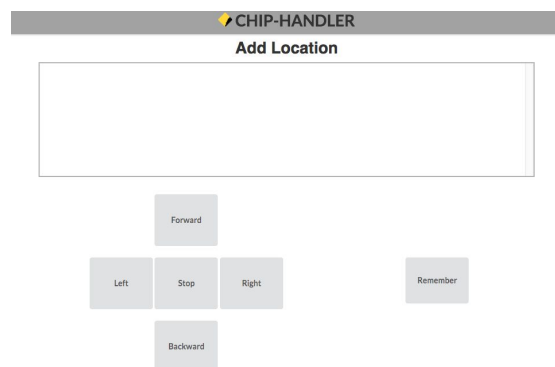 CHIP-HANDLER
Add Location
Forward
Left Stop Right Remember
Backward